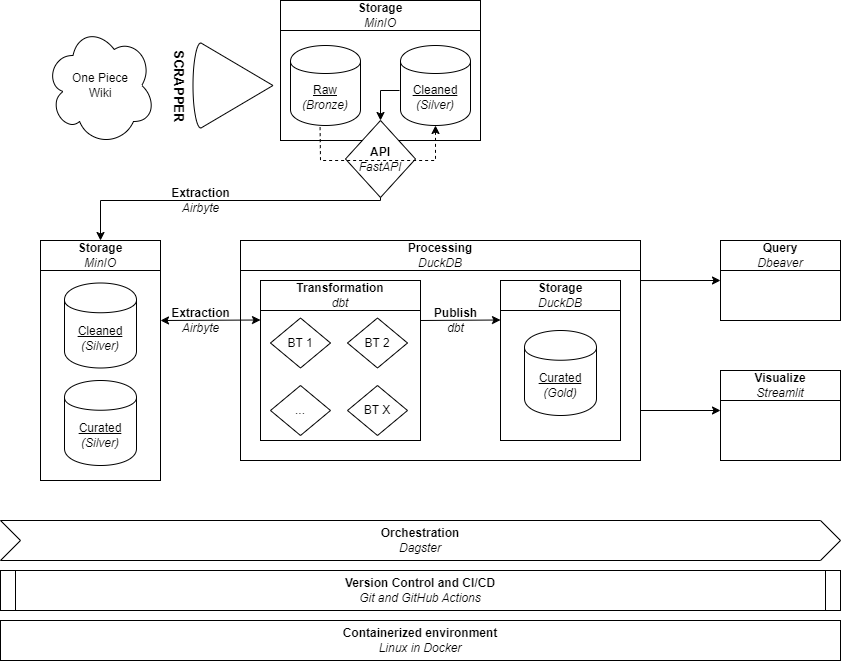 Storage
MinIO
One Piece
Wiki
SCRAPPER
Raw
(Bronze)
Cleaned
(Silver)
API
FastAPI
Extraction
Airbyte
Storage
MinIO
Cleaned
(Silver)
Curated
(Silver)
Extraction
Airbyte
Processing
DuckDB
Transformation
dbt
BT 1
BT 2
...
BT X
Publish
dbt
Storage
DuckDB
Curated
(Gold)
Query
Dbeaver
Visualize
Streamlit
Orchestration
Dagster
Version Control and CI/CD
Git and GitHub Actions
Containerized environment
Linux in Docker